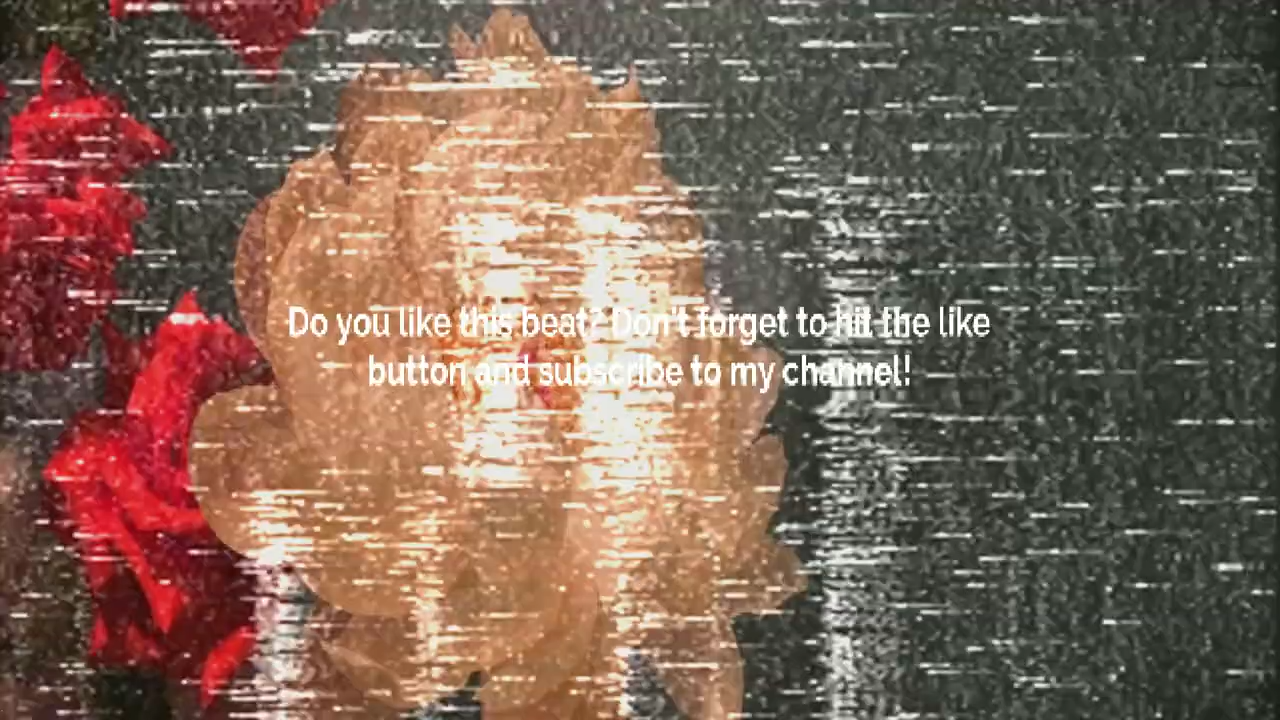 Do you like this beat? Don't forget to hit the like
button and subscribe to my channel!